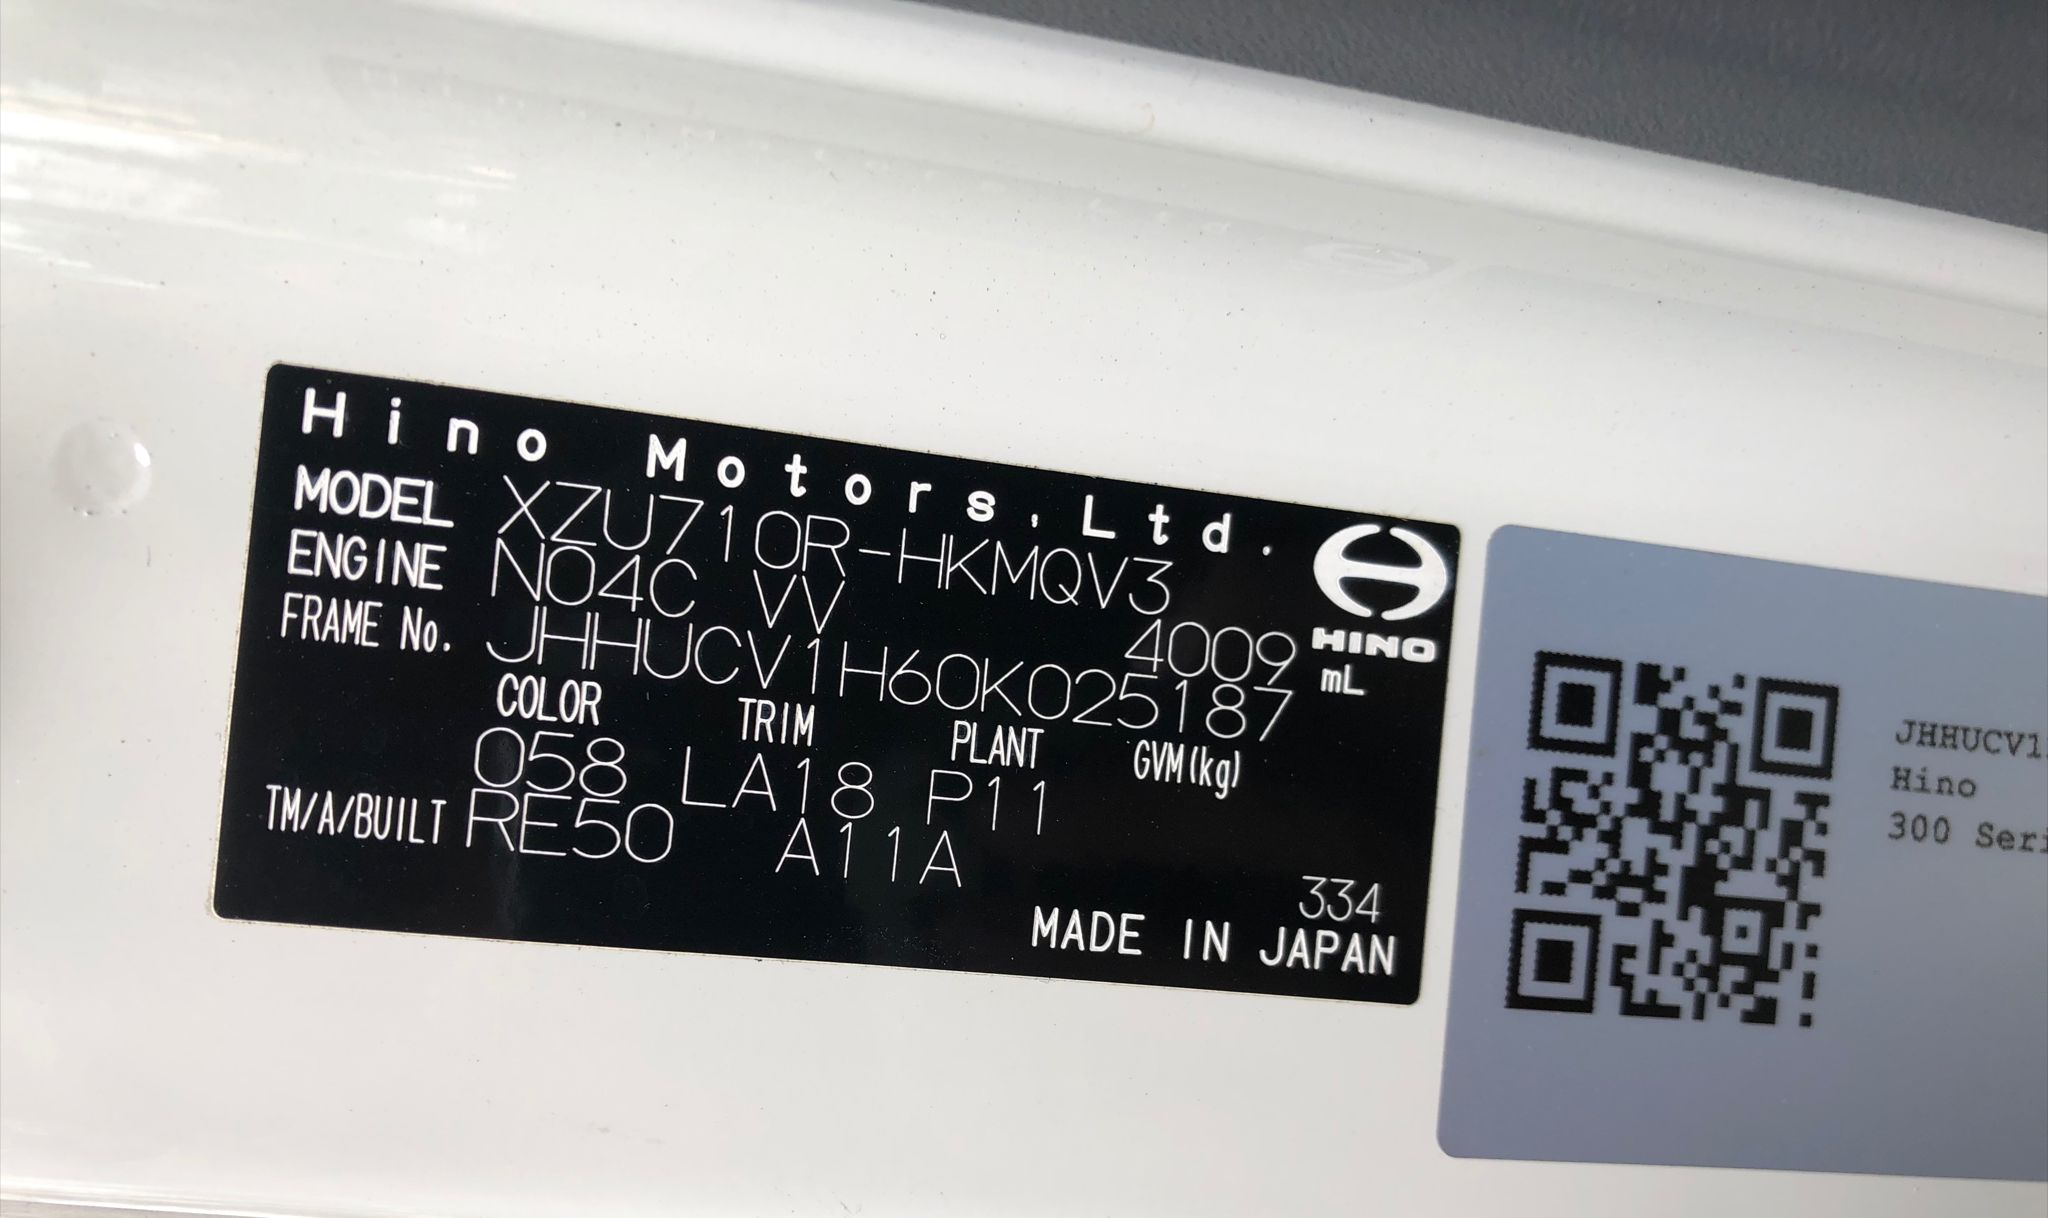 Hino Motors,Ltd.
MODEL XZU710R-HKMQV3
ENGINE N04C VV 4009 mL
FRAME No. JHHUCV1H60K025187
COLOR TRIM PLANT GVM(kg)
058 LA18 P11
TM/A/BUILT RE50 A11A
334
MADE IN JAPAN
HINO
JHHUCV1
Hino
300 Seri